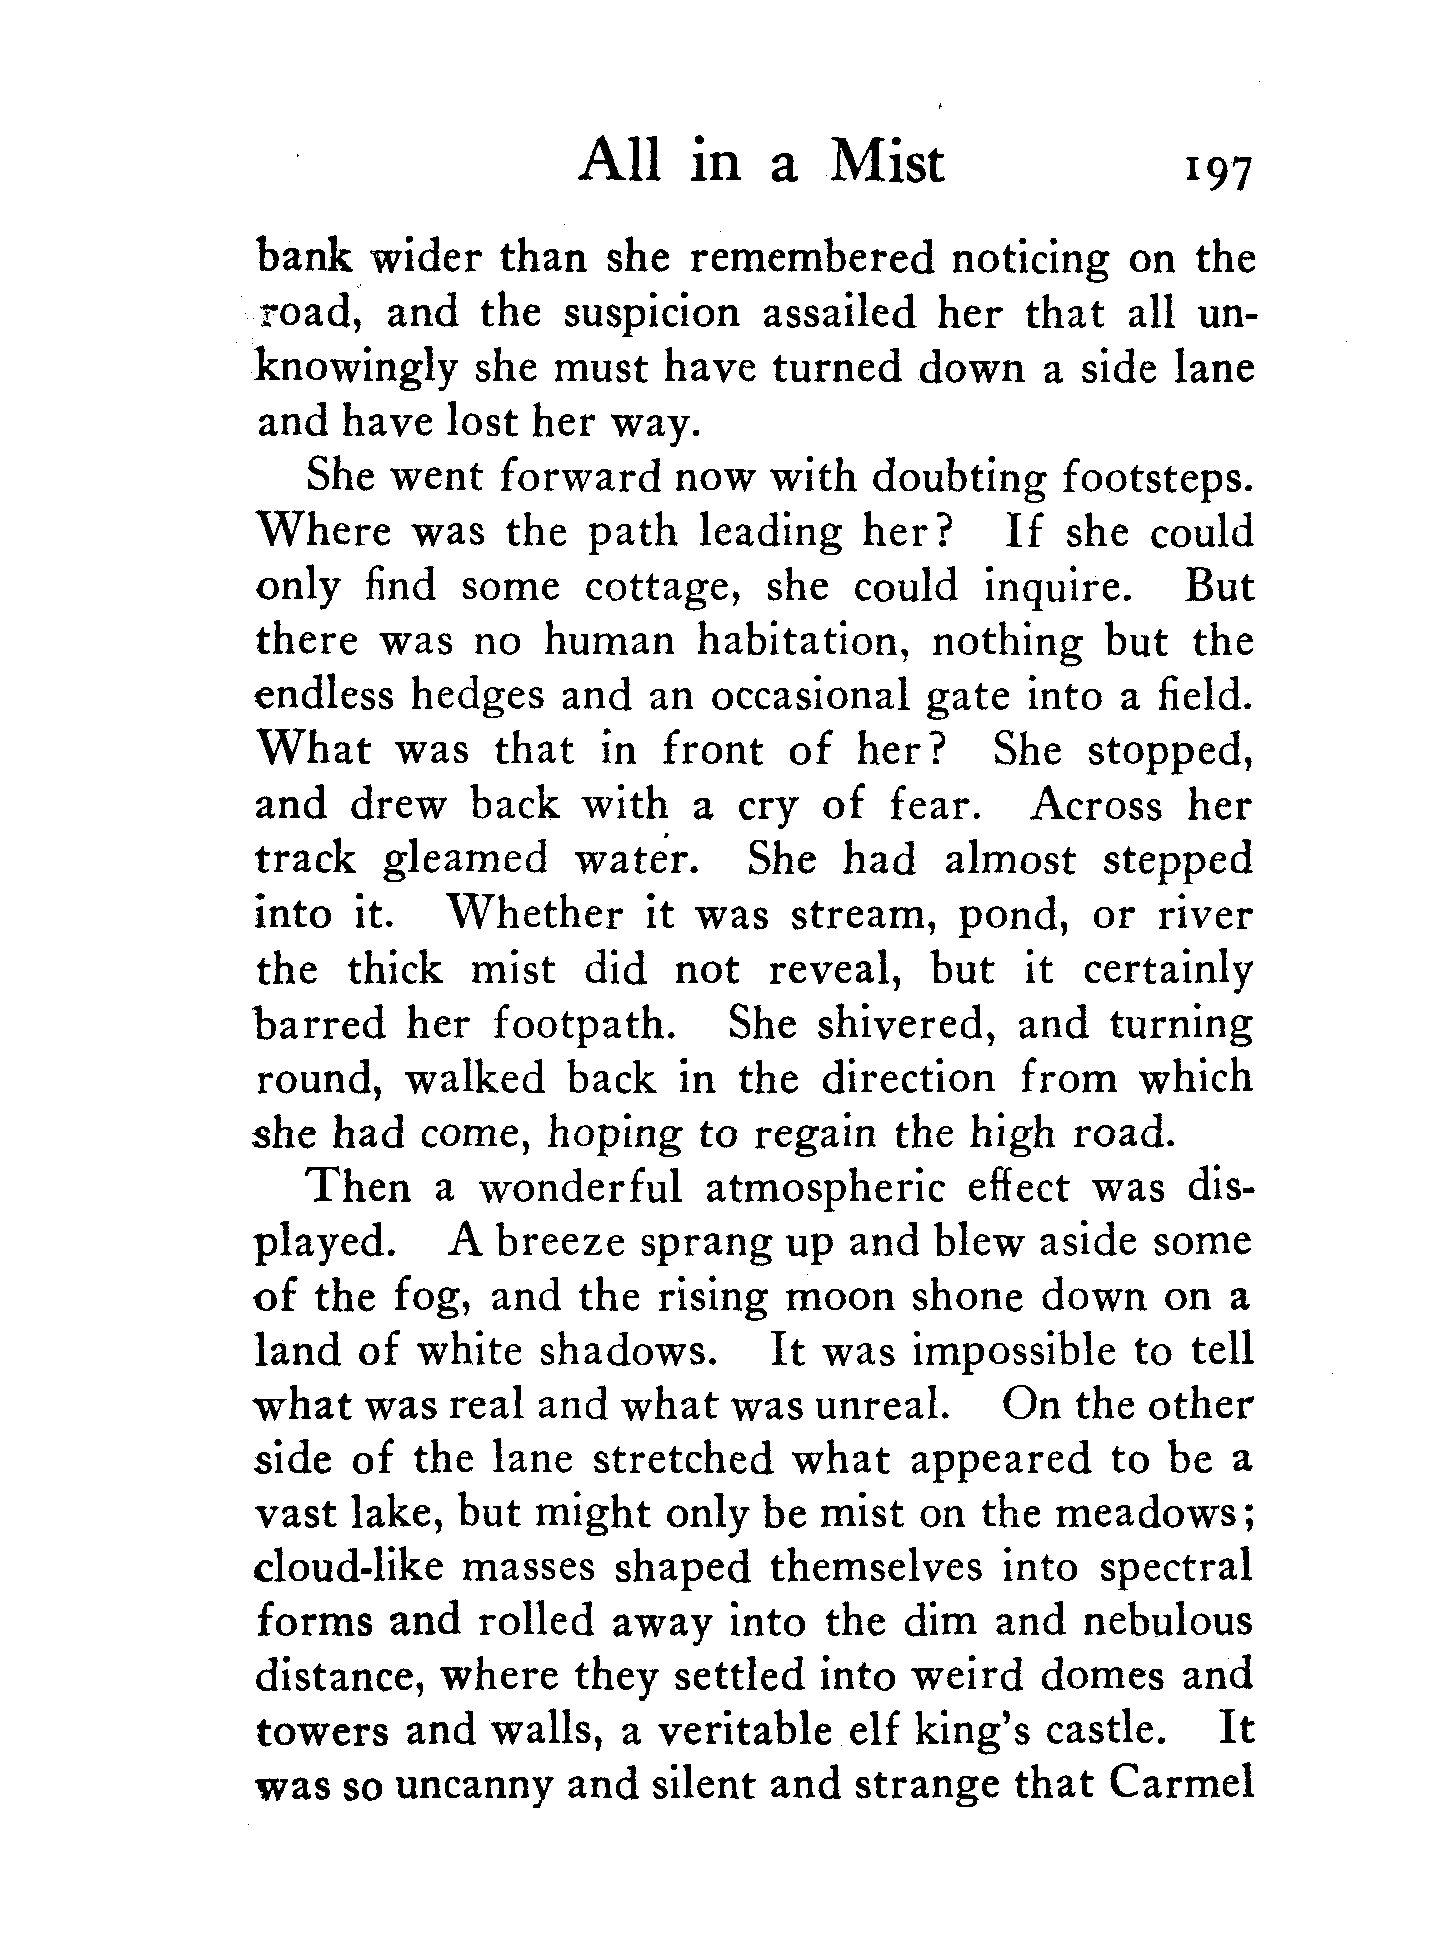 All in a Mist 197
bank wider than she remembered noticing on the
road, and the suspicion assailed her that all un-
knowingly she must have turned down a side lane
and have lost her way.
She went forward now with doubting footsteps.
Where was the path leading her? If she could
only find some cottage, she could inquire. But
there was no human habitation, nothing but the
endless hedges and an occasional gate into a field.
What was that in front of her? She stopped,
and drew back with a cry of fear. Across her
track gleamed water. She had almost stepped
into it. Whether it was stream, pond, or river
the thick mist did not reveal, but it certainly
barred her footpath. She shivered, and turning
round, walked back in the direction from which
she had come, hoping to regain the high road.
Then a wonderful atmospheric effect was dis-
played. A breeze sprang up and blew aside some
of the fog, and the rising moon shone down on a
land of white shadows. It was impossible to tell
what was real and what was unreal. On the other
side of the lane stretched what appeared to be a
vast lake, but might only be mist on the meadows;
cloud-like masses shaped themselves into spectral
forms and rolled away into the dim and nebulous
distance, where they settled into weird domes and
towers and walls, a veritable elf king's castle. It
was so uncanny and silent and strange that Carmel